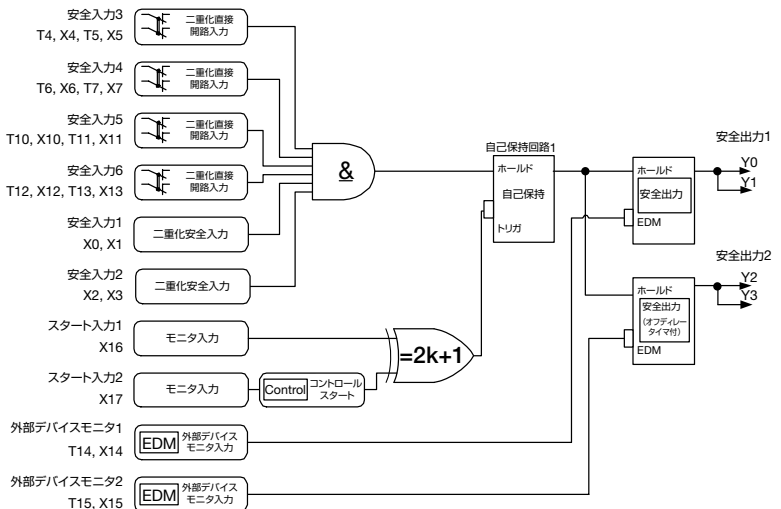 安全入力3
T4, X4, T5, X5
二重化直接
開路入力
安全入力4
T6, X6, T7, X7
二重化直接
開路入力
安全入力5
T10, X10, T11, X11
二重化直接
開路入力
安全入力6
T12, X12, T13, X13
二重化直接
開路入力
安全入力1
X0, X1
二重化安全入力
安全入力2
X2, X3
二重化安全入力
スタート入力1
X16
モニタ入力
スタート入力2
X17
モニタ入力
Control
コントロール
スタート
外部デバイスモニタ1
T14, X14
EDM
外部デバイス
モニタ入力
外部デバイスモニタ2
T15, X15
EDM
外部デバイス
モニタ入力
&
=2k+1
自己保持回路1
ホールド
自己保持
トリガ
安全出力1
ホールド
安全出力
EDM
Y0
Y1
安全出力2
ホールド
安全出力
(オフディレー
タイマ付)
EDM
Y2
Y3